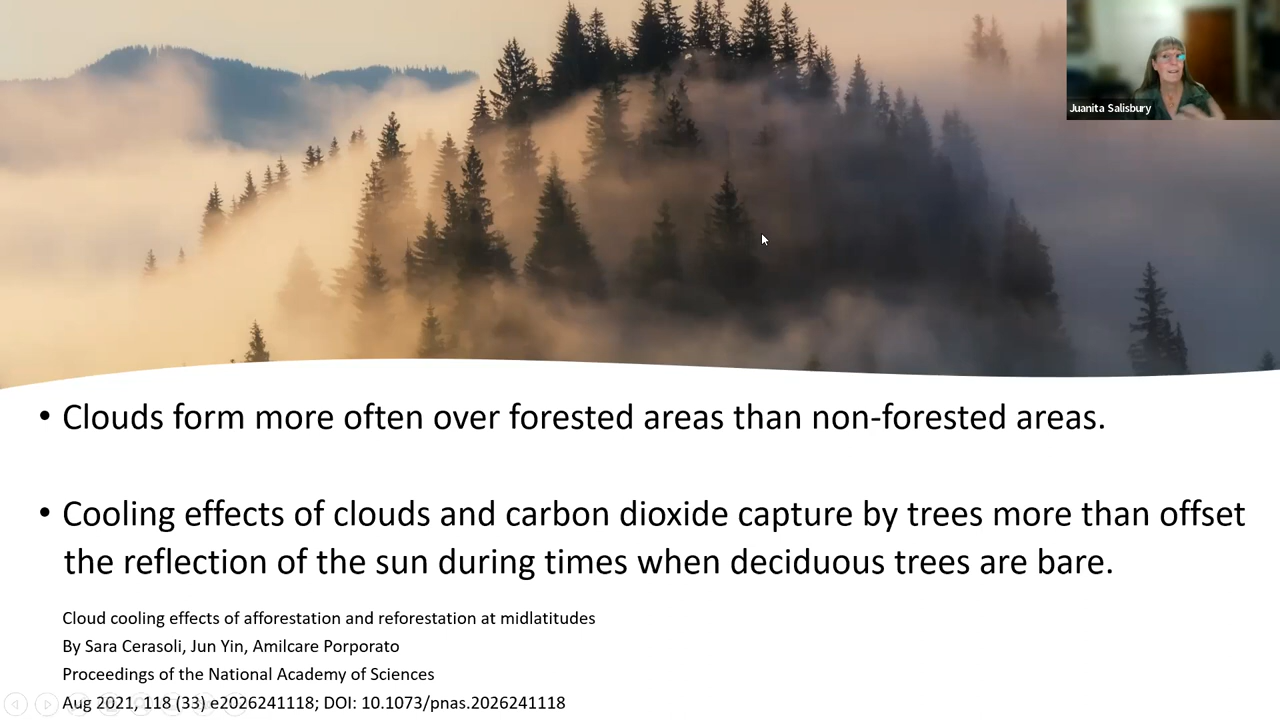 Juanita Salisbury
• Clouds form more often over forested areas than non-forested areas.
• Cooling effects of clouds and carbon dioxide capture by trees more than offset
the reflection of the sun during times when deciduous trees are bare.
Cloud cooling effects of afforestation and reforestation at midlatitudes
By Sara Cerasoli, Jun Yin, Amilcare Porporato
Proceedings of the National Academy of Sciences
Aug 2021, 118 (33) e2026241118; DOI: 10.1073/pnas.2026241118